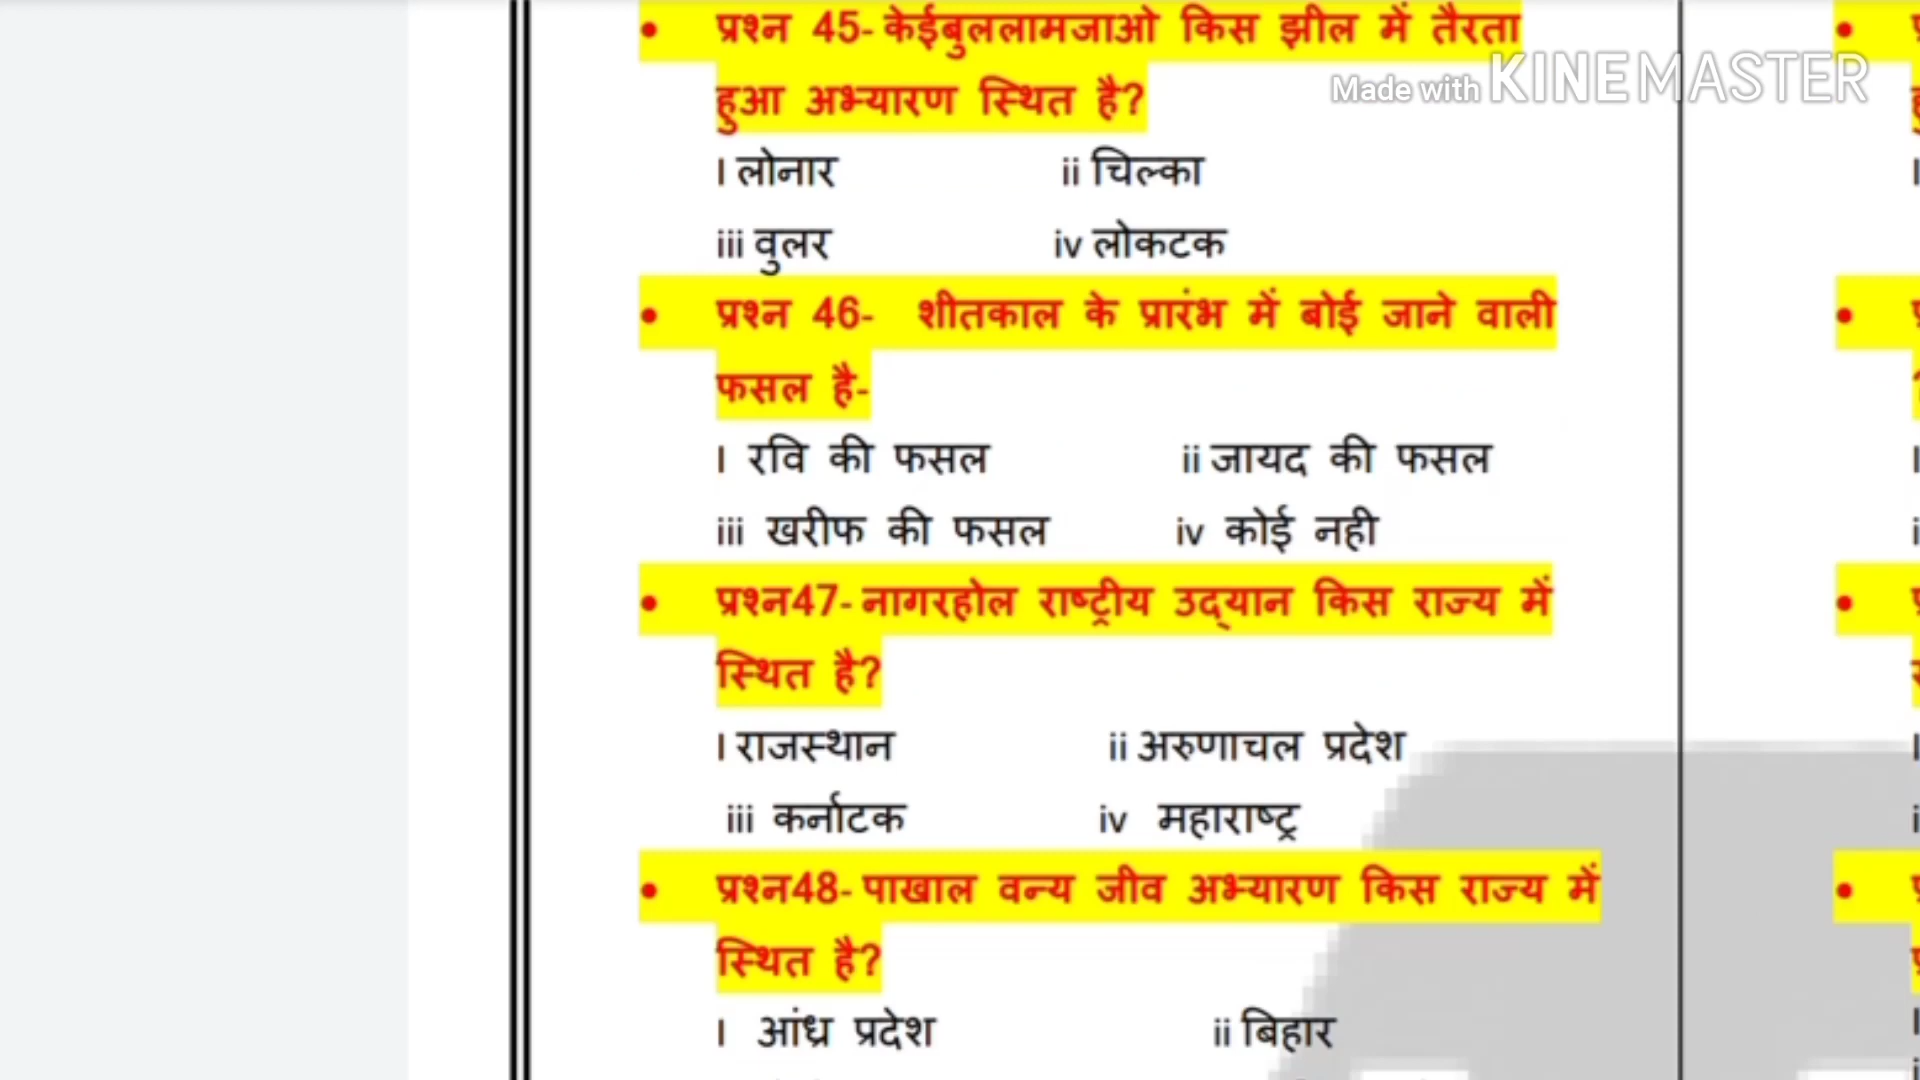 प्रश्न 45- केईबुललामजाओ किस झील में तैरता
हुआ अभ्यारण स्थित है?
Made with KINEMASTER
I लोनार ii चिल्का
iii वुलर iv लोकटक
प्रश्न 46- शीतकाल के प्रारंभ में बोई जाने वाली
फसल है-
I रवि की फसल ii जायद की फसल
iii खरीफ की फसल iv कोई नही
प्रश्न47- नागरहोल राष्ट्रीय उद्यान किस राज्य में
स्थित है?
I राजस्थान ii अरुणाचल प्रदेश
iii कर्नाटक iv महाराष्ट्र
प्रश्न48- पाखाल वन्य जीव अभ्यारण किस राज्य में
स्थित है?
I आंध्र प्रदेश ii बिहार